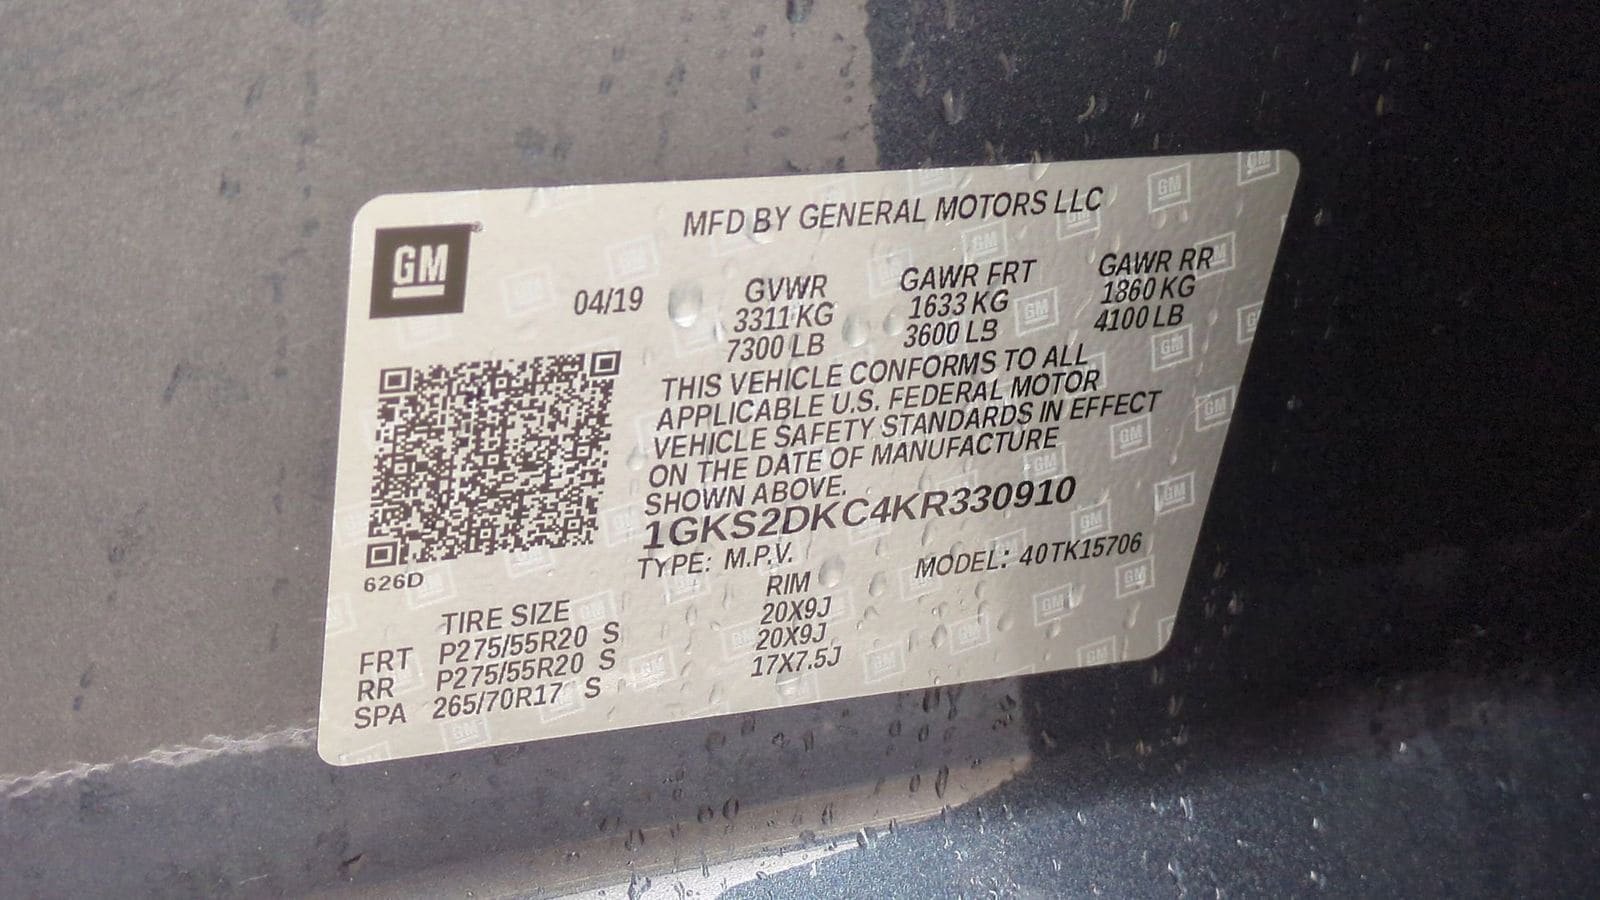 MFD BY GENERAL MOTORS LLC
GM
04/19
GVWR GAWR FRT GAWR RR
3311 KG 1633 KG 1860 KG
7300 LB 3600 LB 4100 LB
THIS VEHICLE CONFORMS TO ALL
APPLICABLE U.S. FEDERAL MOTOR
VEHICLE SAFETY STANDARDS IN EFFECT
ON THE DATE OF MANUFACTURE
SHOWN ABOVE.
1GKS2DKC4KR330910
TYPE: M.P.V. MODEL: 40TK15706
626D
TIRE SIZE RIM
FRT P275/55R20 S 20X9J
RR P275/55R20 S 20X9J
SPA 265/70R17 S 17X7.5J